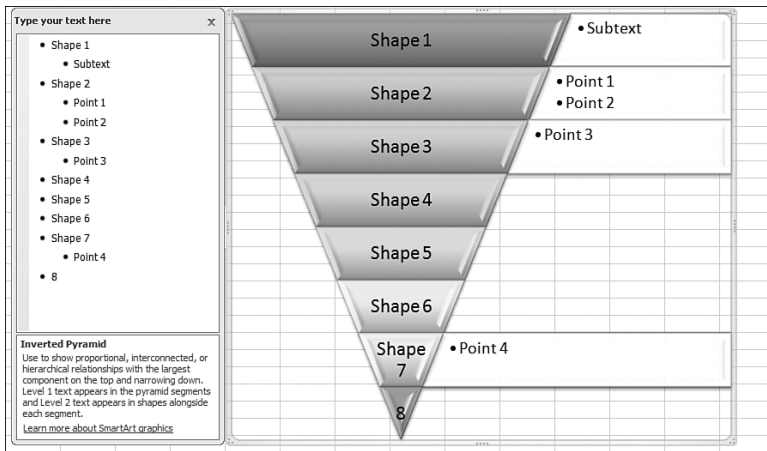 Type your text here x
• Shape 1
• Subtext
• Shape 2
• Point 1
• Point 2
• Shape 3
• Point 3
• Shape 4
• Shape 5
• Shape 6
• Shape 7
• Point 4
• 8
Inverted Pyramid
Use to show proportional, interconnected, or
hierarchical relationships with the largest
component on the top and narrowing down.
Level 1 text appears in the pyramid segments
and Level 2 text appears in shapes alongside
each segment.
Learn more about SmartArt graphics
Shape 1
• Subtext
Shape 2
• Point 1
• Point 2
Shape 3
• Point 3
Shape 4
Shape 5
Shape 6
Shape
7
• Point 4
8